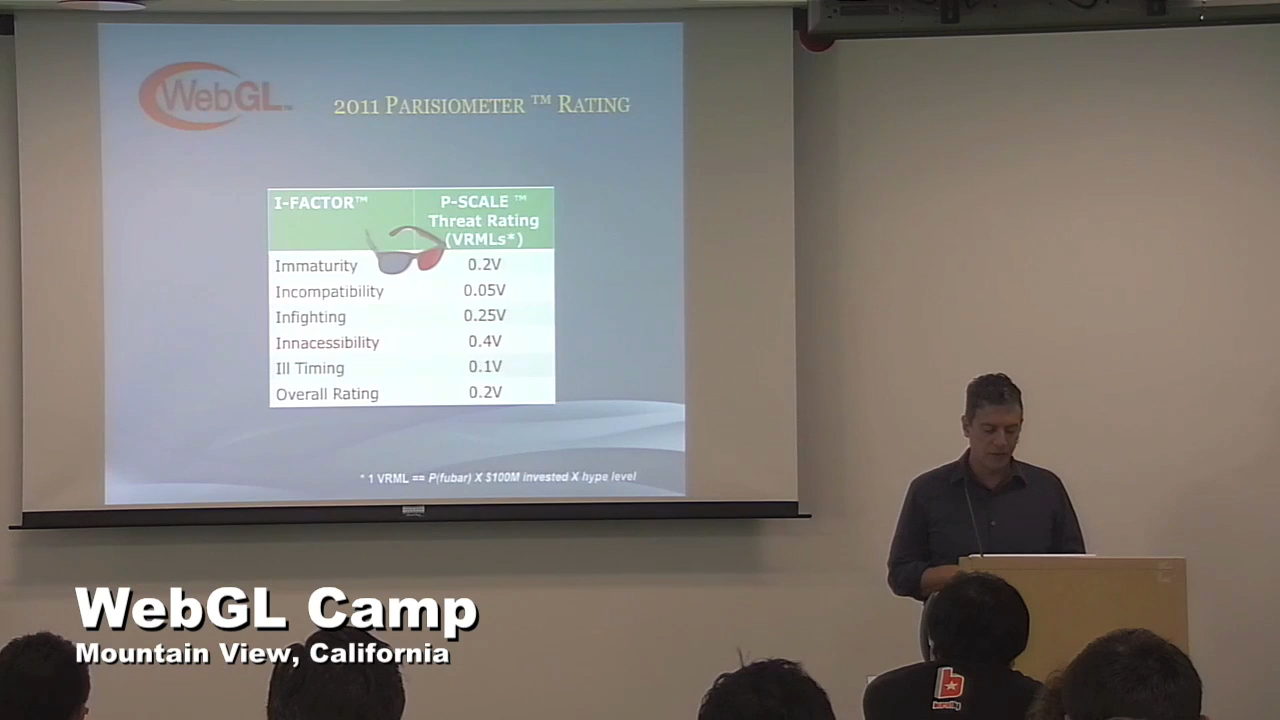 WebGL
2011 PARISIOMETER ™ RATING
I-FACTOR™ P-SCALE ™
Threat Rating
(VRMLs*)
Immaturity 0.2V
Incompatibility 0.05V
Infighting 0.25V
Innacessibility 0.4V
Ill Timing 0.1V
Overall Rating 0.2V
* 1 VRML == P(fubar) X $100M invested X hype level
WebGL Camp
Mountain View, California